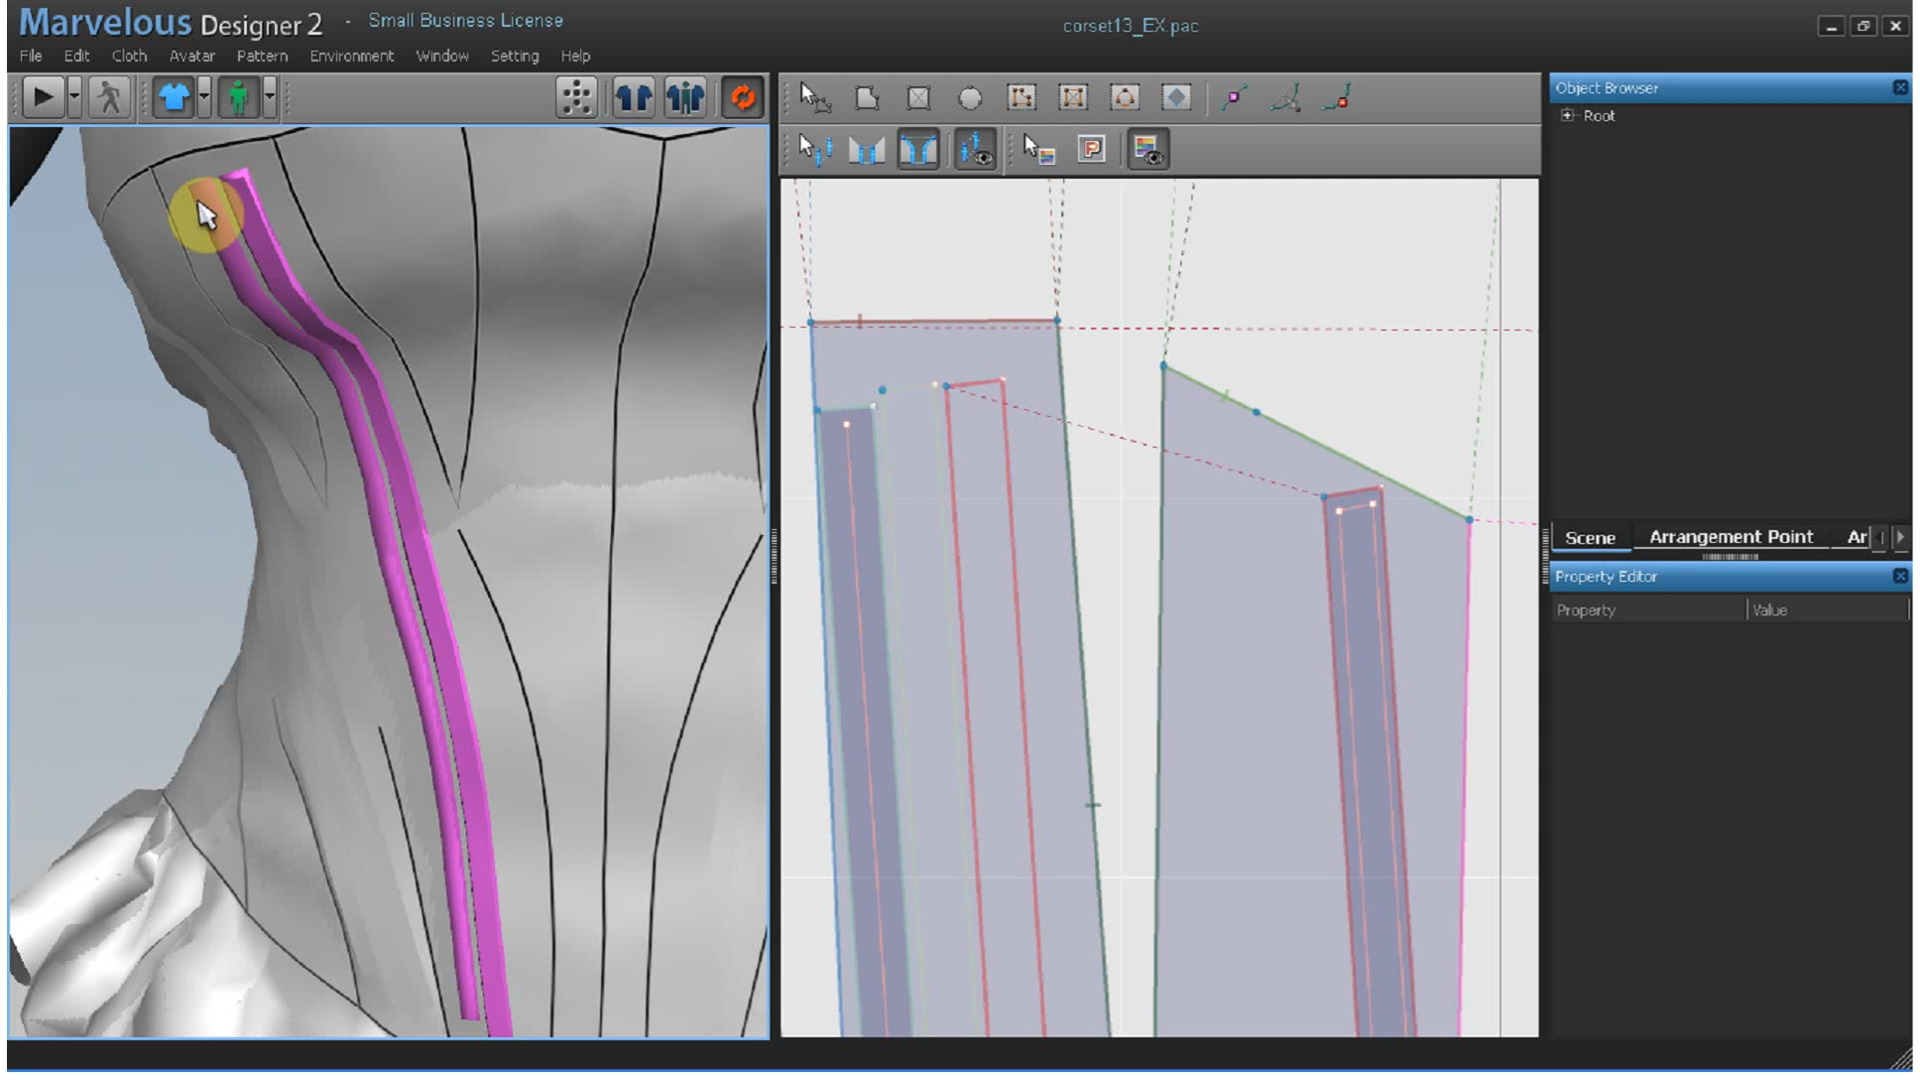 Marvelous Designer 2 - Small Business License
corset13_EX.pac
File Edit Cloth Avatar Pattern Environment Window Setting Help
Object Browser
Root
P
Scene Arrangement Point Ar
Property Editor
Property Value